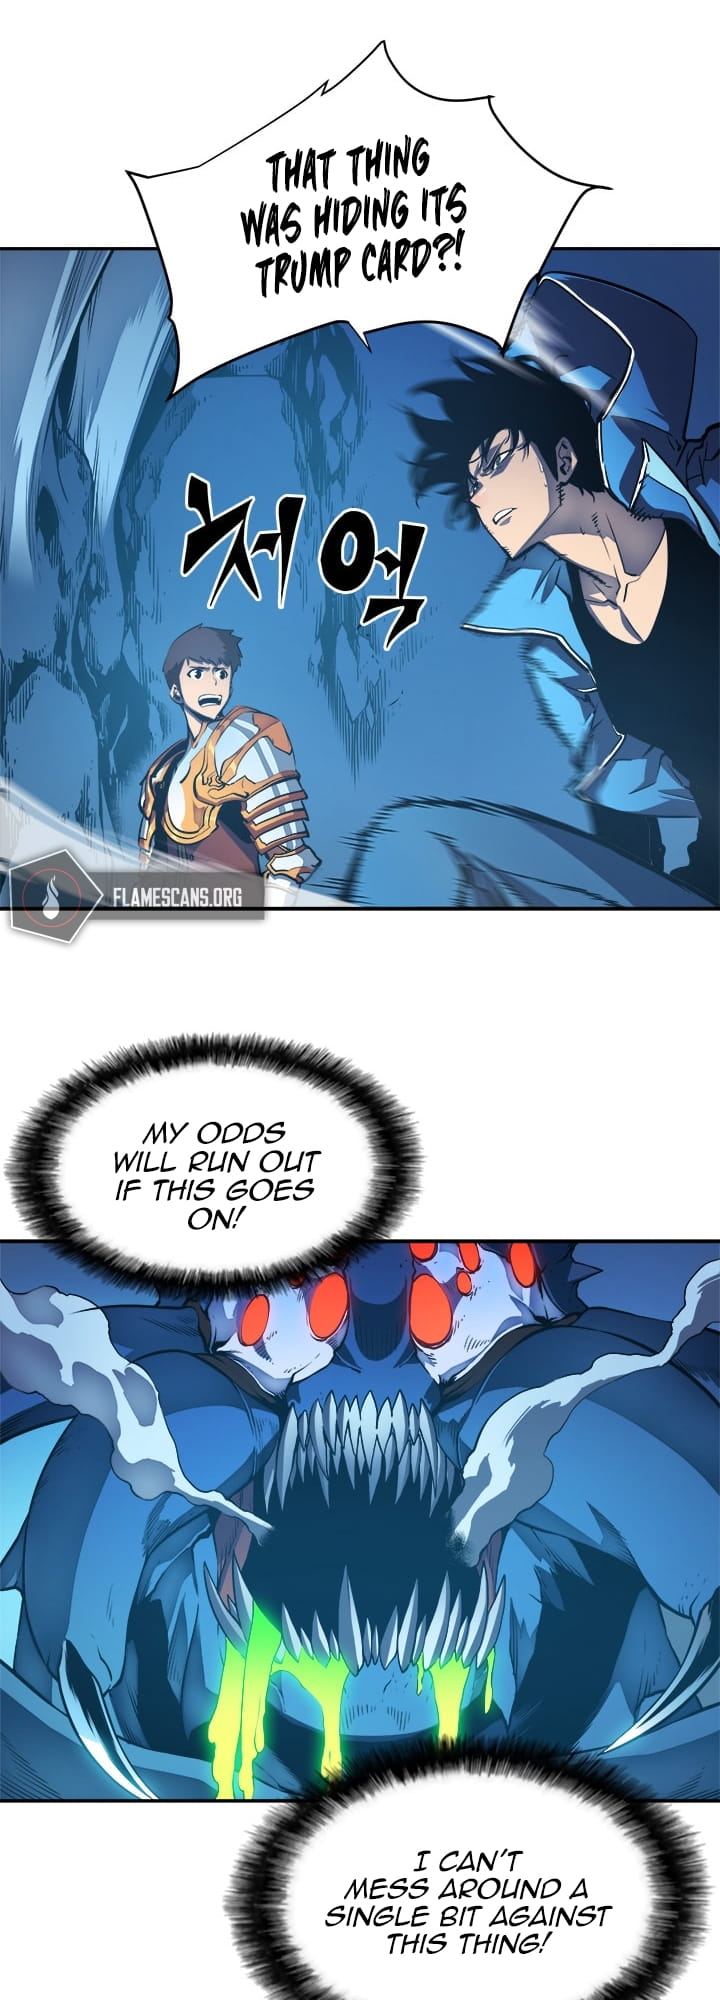 THAT THING
WAS HIDING ITS
TRUMP CARD?!
처억
FLAMESCANS.ORG
MY ODDS
WILL RUN OUT
IF THIS GOES
ON!
I CAN'T
MESS AROUND A
SINGLE BIT AGAINST
THIS THING!